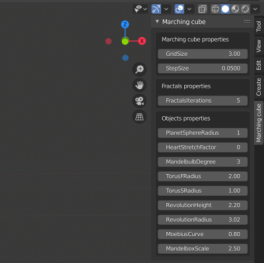 Z
X
Marching cube
Marching cube properties
GridSize 3.00
StepSize 0.0500
Fractals properties
FractalsIterations 5
Objects properties
PlanetSphereRadius 1
HeartStretchFactor 0
MandelbulbDegree 3
TorusFRadius 2.00
TorusSRadius 1.00
RevolutionHeight 2.20
RevolutionRadius 3.02
MoebiusCurve 0.80
MandelboxScale 2.50
Tool
View
Edit
Create
Marching cube